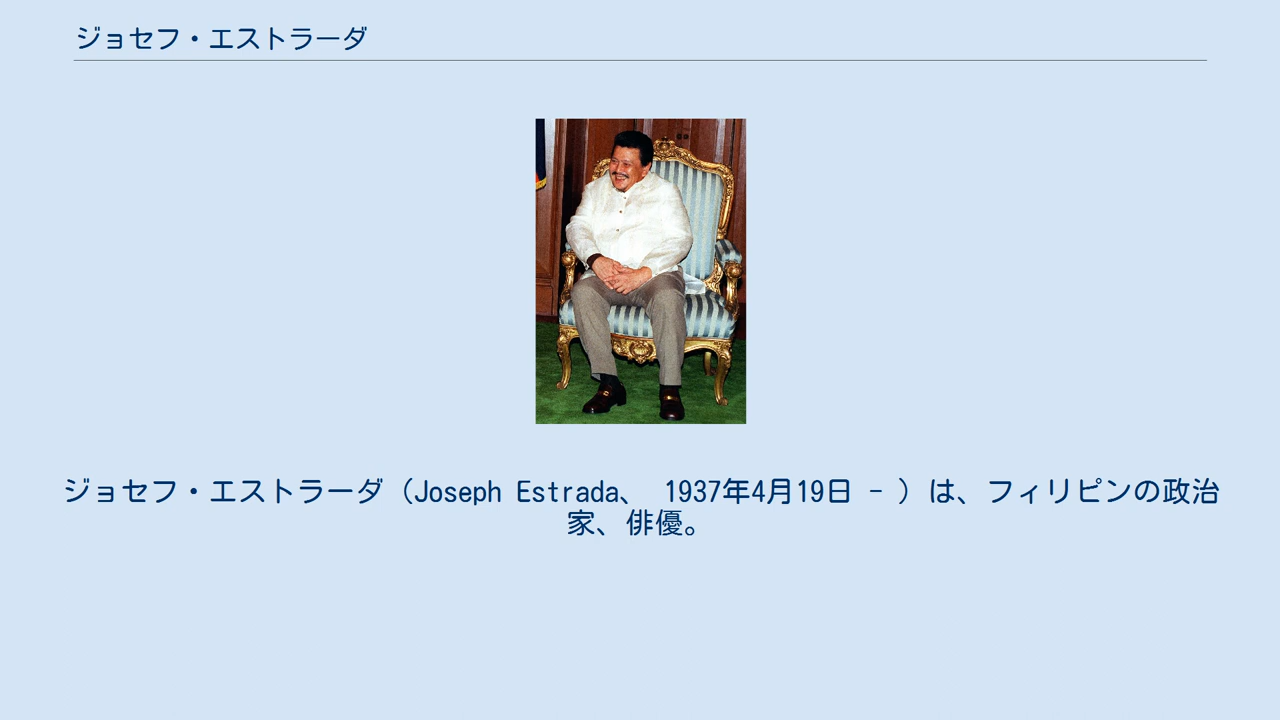 ジョセフ・エストラーダ
ジョセフ・エストラーダ（Joseph Estrada、 1937年4月19日 - ）は、フィリピンの政治
家、俳優。